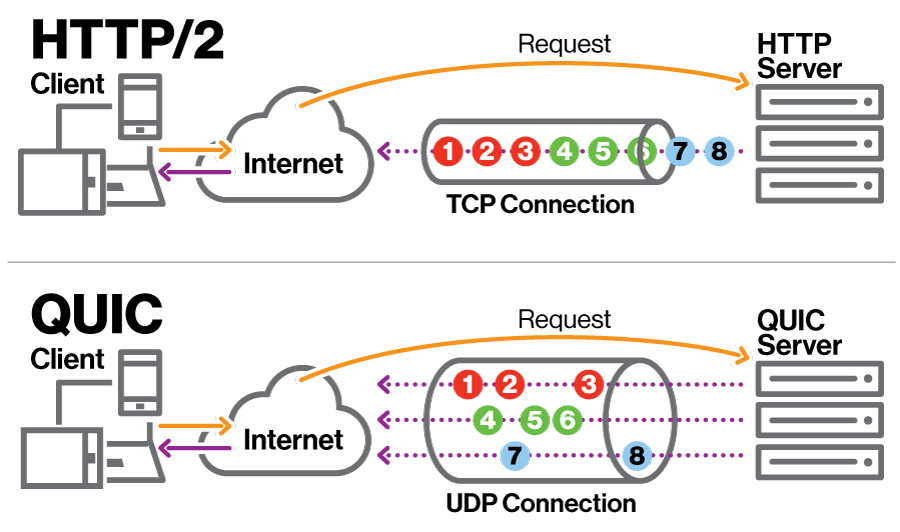 HTTP/2
Client
Request
HTTP
Server
Internet
1 2 3 4 5 6 7 8
TCP Connection
QUIC
Client
Request
QUIC
Server
Internet
1 2 3
4 5 6
7 8
UDP Connection